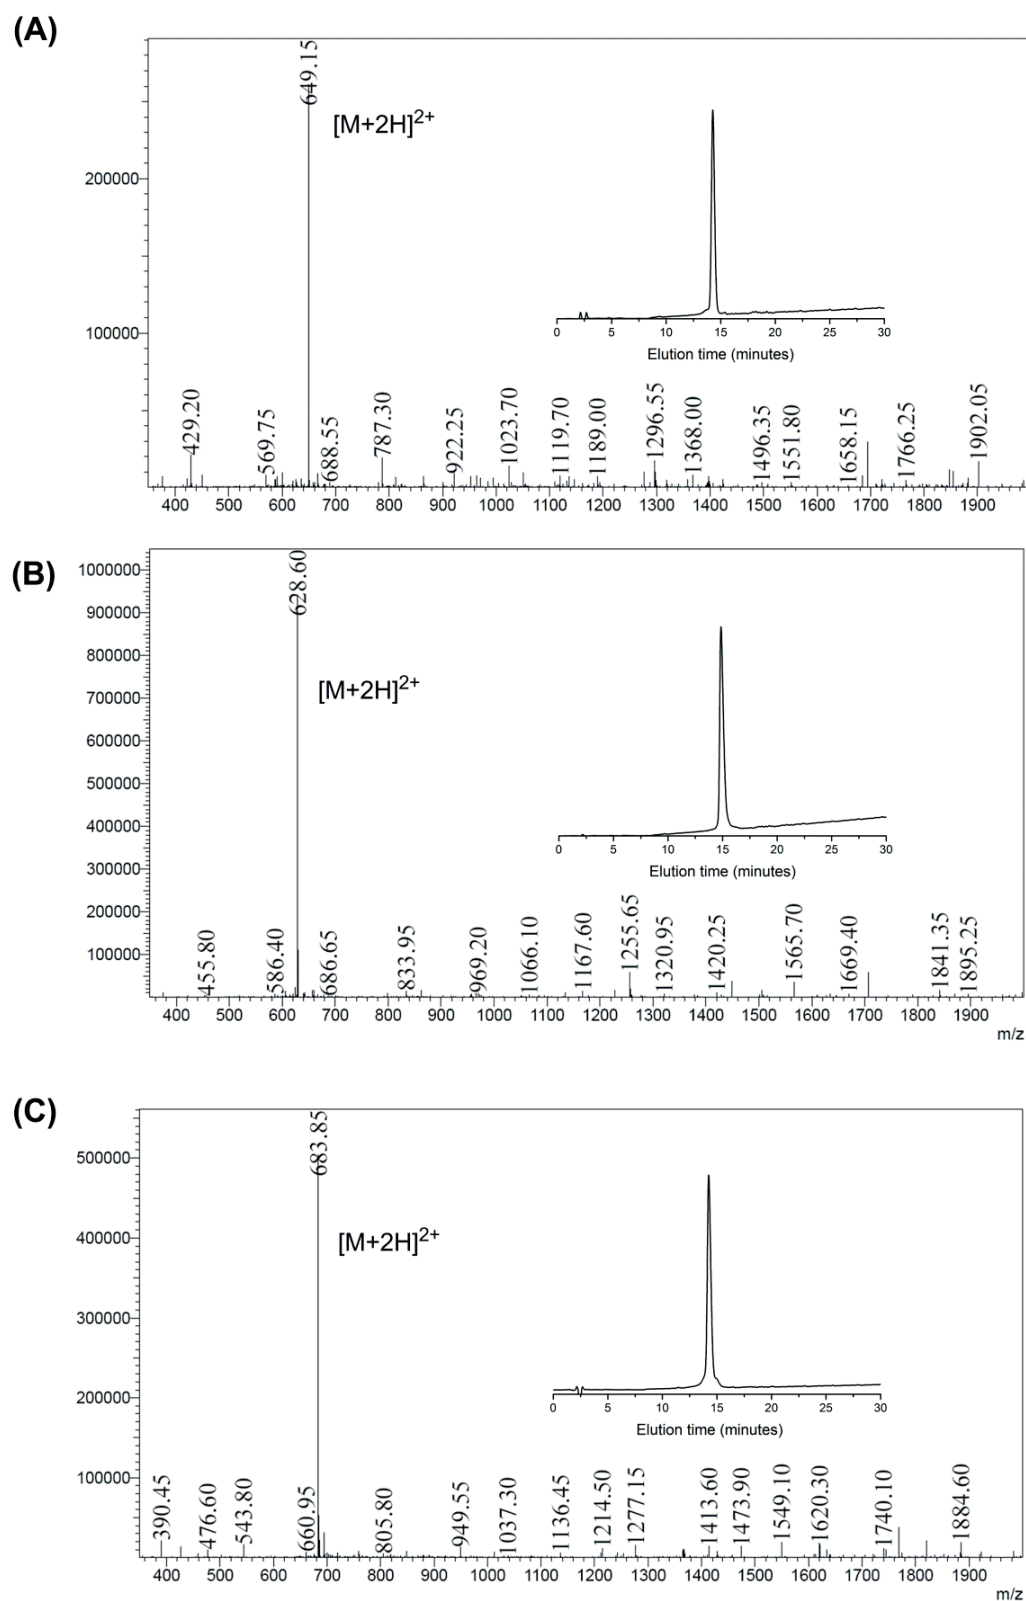 (A)
649.15
[M+2H]2+
200000
100000
0 5 10 15 20 25 30
Elution time (minutes)
429.20 569.75 688.55 787.30 922.25 1023.70 1119.70 1189.00 1296.55 1368.00 1496.35 1551.80 1658.15 1766.25 1902.05
400 500 600 700 800 900 1000 1100 1200 1300 1400 1500 1600 1700 1800 1900
(B)
1000000
628.60
900000
800000
[M+2H]2+
700000
600000
500000
400000
300000
200000
100000
0 5 10 15 20 25 30
Elution time (minutes)
455.80 586.40 686.65 833.95 969.20 1066.10 1167.60 1255.65 1320.95 1420.25 1565.70 1669.40 1841.35 1895.25
400 500 600 700 800 900 1000 1100 1200 1300 1400 1500 1600 1700 1800 1900
m/z
(C)
683.85
500000
[M+2H]2+
400000
300000
200000
100000
0 5 10 15 20 25 30
Elution time (minutes)
390.45 476.60 543.80 660.95 805.80 949.55 1037.30 1136.45 1214.50 1277.15 1413.60 1473.90 1549.10 1620.30 1740.10 1884.60
400 500 600 700 800 900 1000 1100 1200 1300 1400 1500 1600 1700 1800 1900
m/z